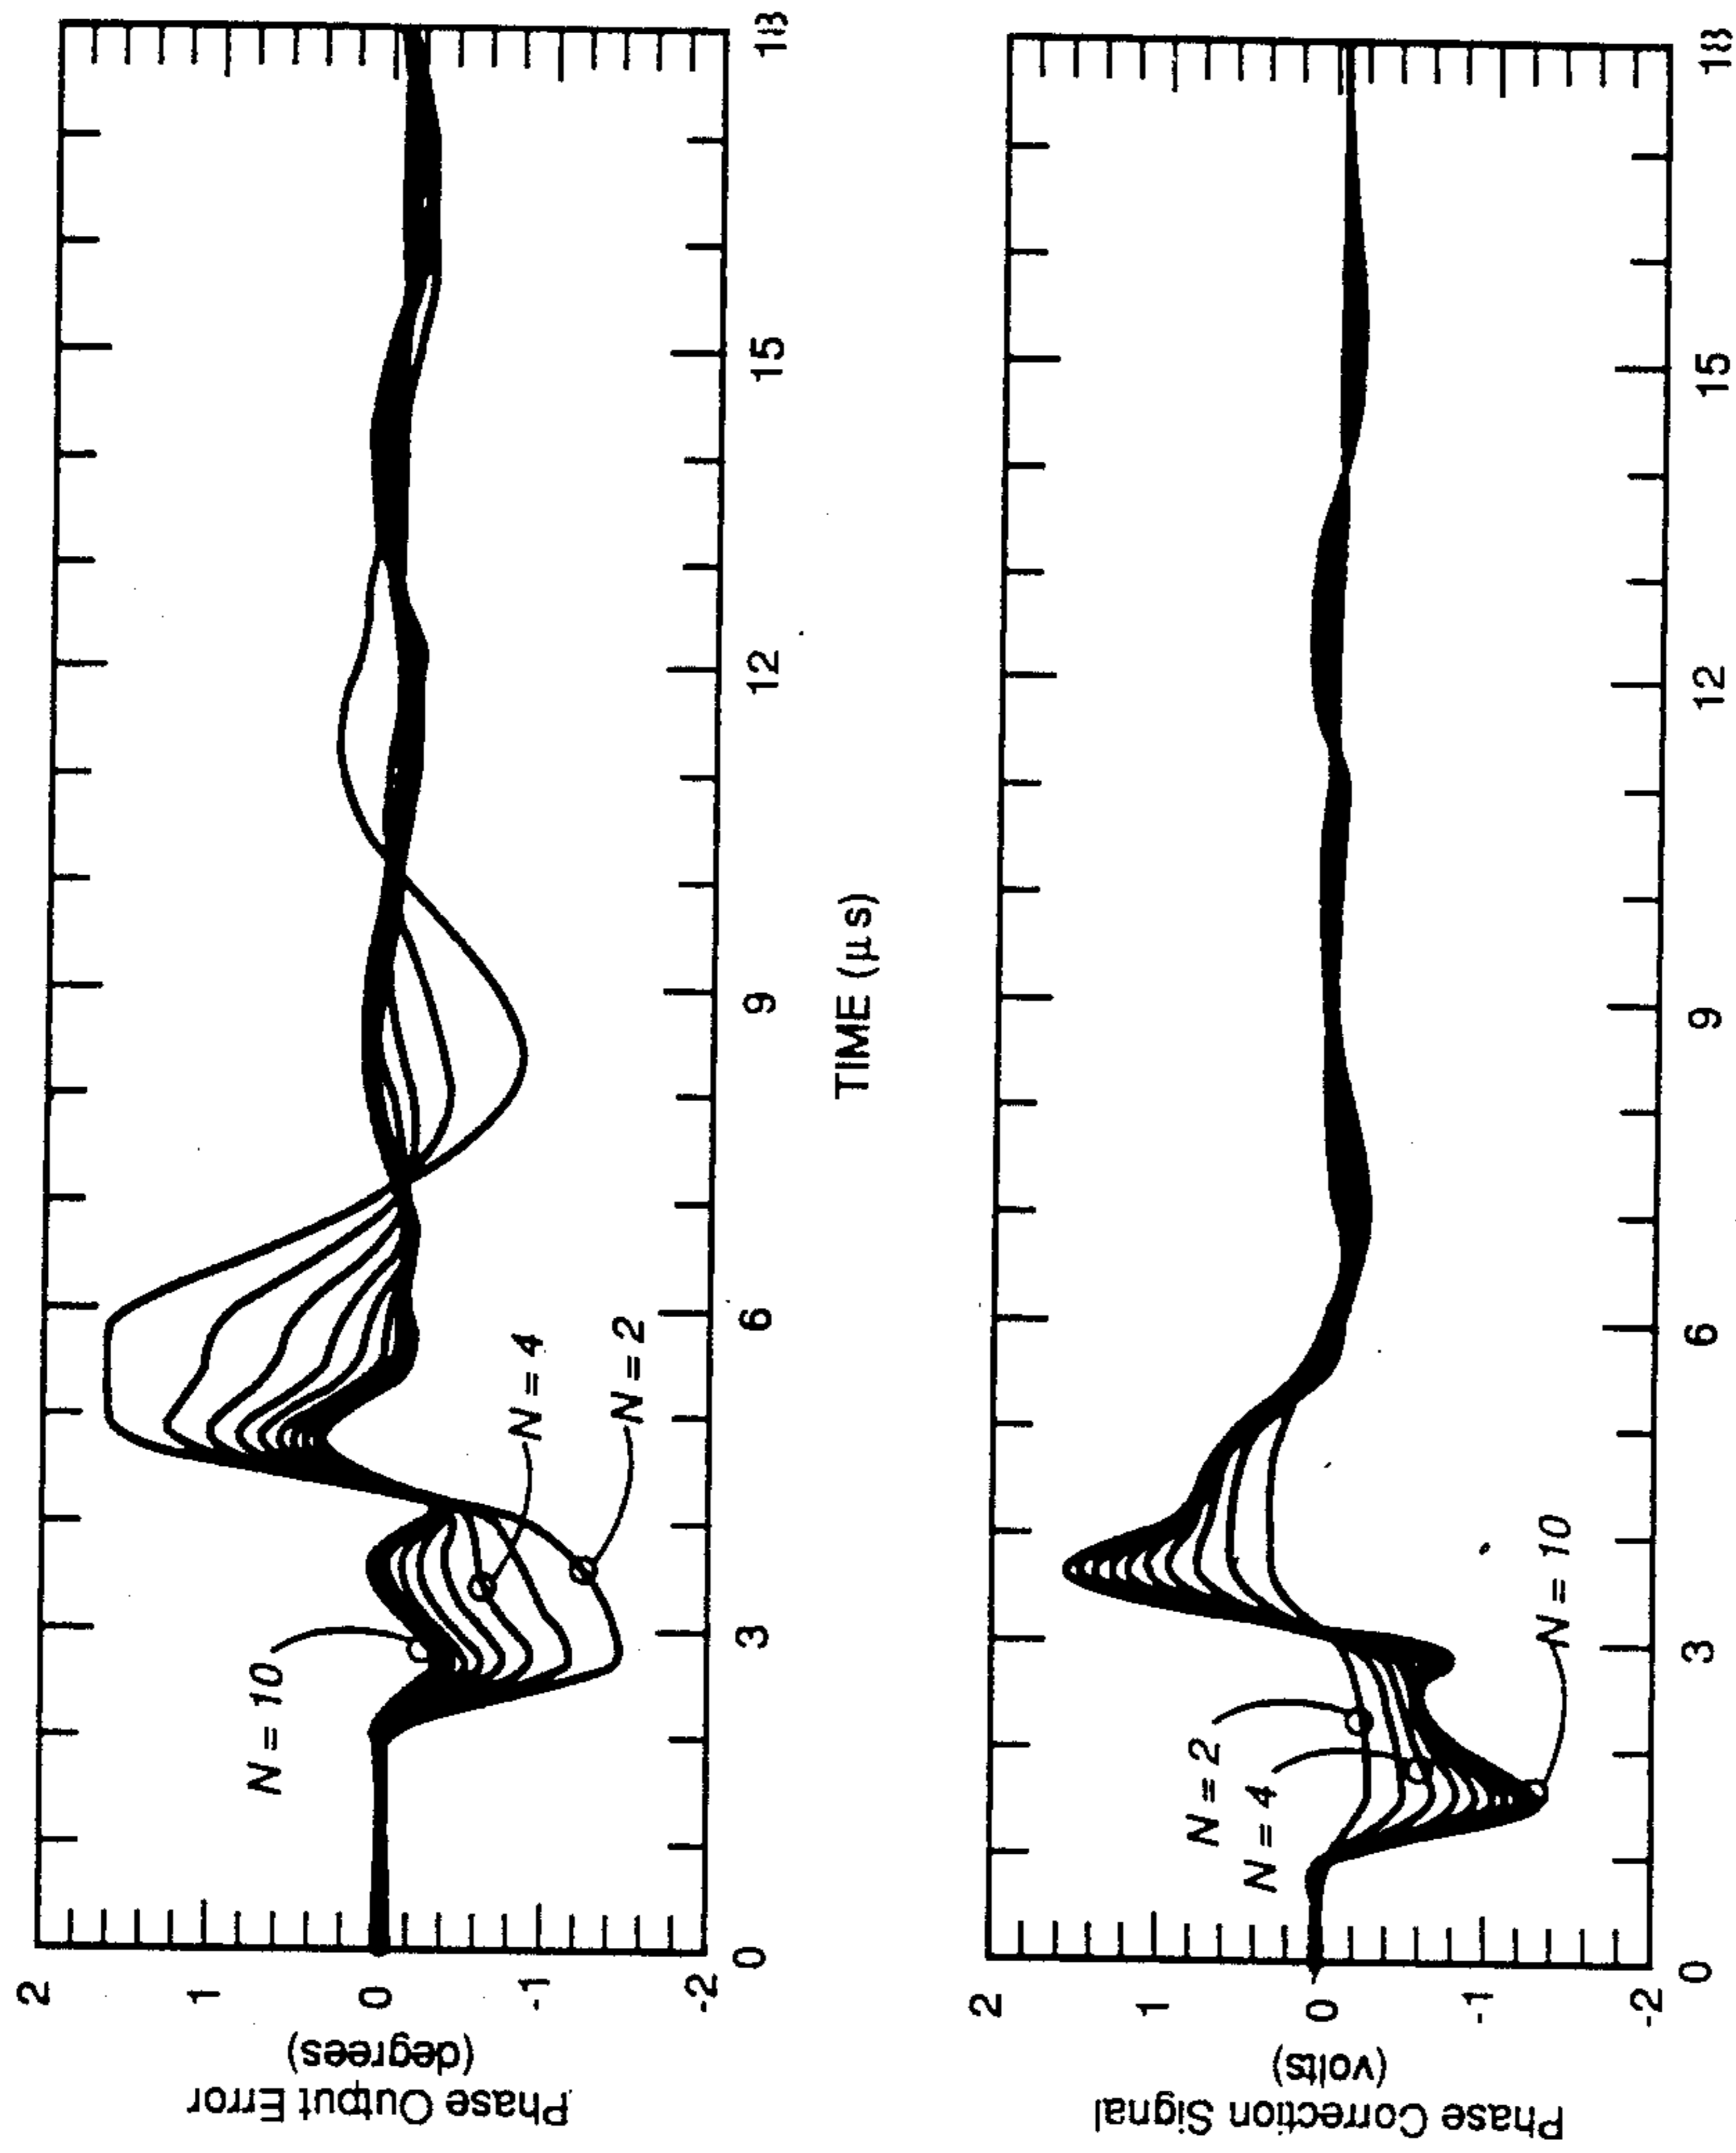 Phase Output Error
(degrees)
2
1
0
-1
-2
N = 10
N = 4
N = 2
0
3
6
9
12
15
18
TIME (μs)
Phase Correction Signal
(volts)
2
1
0
-1
-2
N = 2
N = 4
N = 10
0
3
6
9
12
15
18